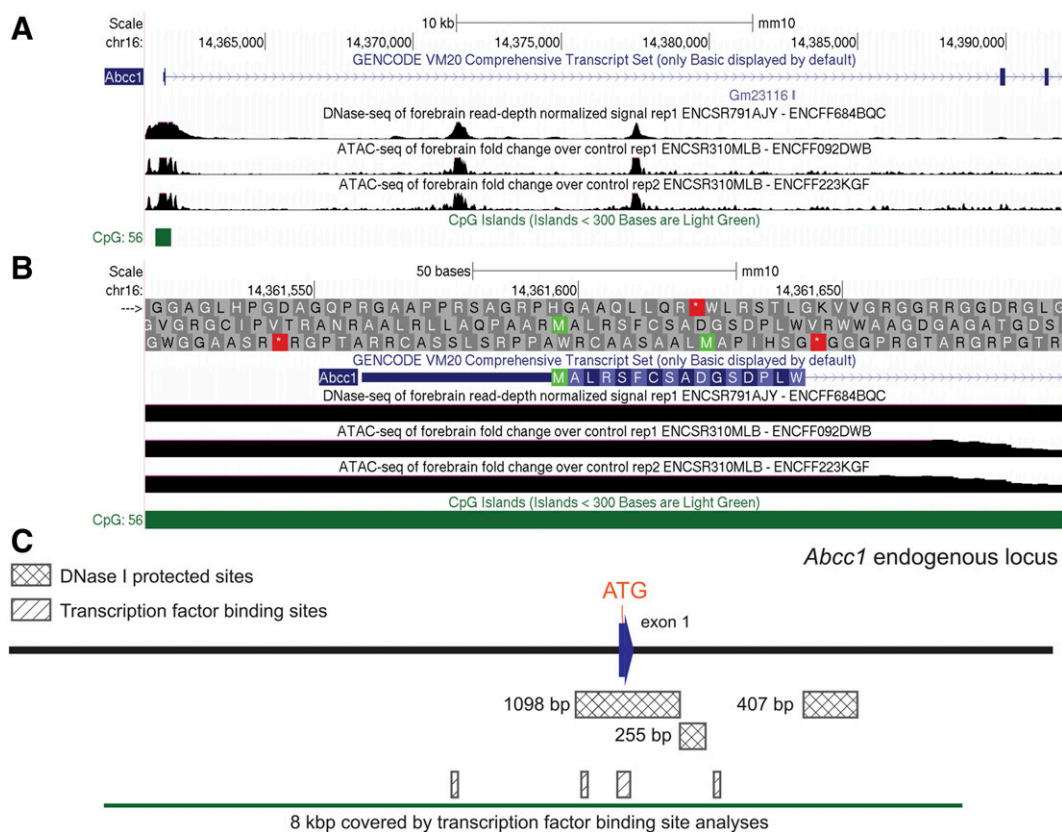 A
Scale
10 kb
mm10
chr16:
14,365,000
14,370,000
14,375,000
14,380,000
14,385,000
14,390,000
GENCODE VM20 Comprehensive Transcript Set (only Basic displayed by default)
Abcc1
Gm23116
DNase-seq of forebrain read-depth normalized signal rep1 ENCSR791AJY - ENCFF684BQC
ATAC-seq of forebrain fold change over control rep1 ENCSR310MLB - ENCFF092DWB
ATAC-seq of forebrain fold change over control rep2 ENCSR310MLB - ENCFF223KGF
CpG Islands (Islands < 300 Bases are Light Green)
CpG: 56
B
Scale
50 bases
mm10
chr16:
14,361,550
14,361,600
14,361,650
--->
GGAGLHPGDAGQPRGAAPPRSAGRPHGAAQLLQR*WLRSTLGKVVGRGGRRGGDRGLG
GVGRGCIPVTRANRAALRLLAQPAARMALRSFCSADGSDPLWVRWWAAGDGAGATGDS
GWGGAASR*RGPTARRCASSLSRPPAWRCAASAALMAPIHSG*GGGPRGTARGRPGTR
GENCODE VM20 Comprehensive Transcript Set (only Basic displayed by default)
Abcc1
MALRSFCSADGSDPLW
DNase-seq of forebrain read-depth normalized signal rep1 ENCSR791AJY - ENCFF684BQC
ATAC-seq of forebrain fold change over control rep1 ENCSR310MLB - ENCFF092DWB
ATAC-seq of forebrain fold change over control rep2 ENCSR310MLB - ENCFF223KGF
CpG Islands (Islands < 300 Bases are Light Green)
CpG: 56
C
Abcc1 endogenous locus
DNase I protected sites
Transcription factor binding sites
ATG
exon 1
1098 bp
407 bp
255 bp
8 kbp covered by transcription factor binding site analyses